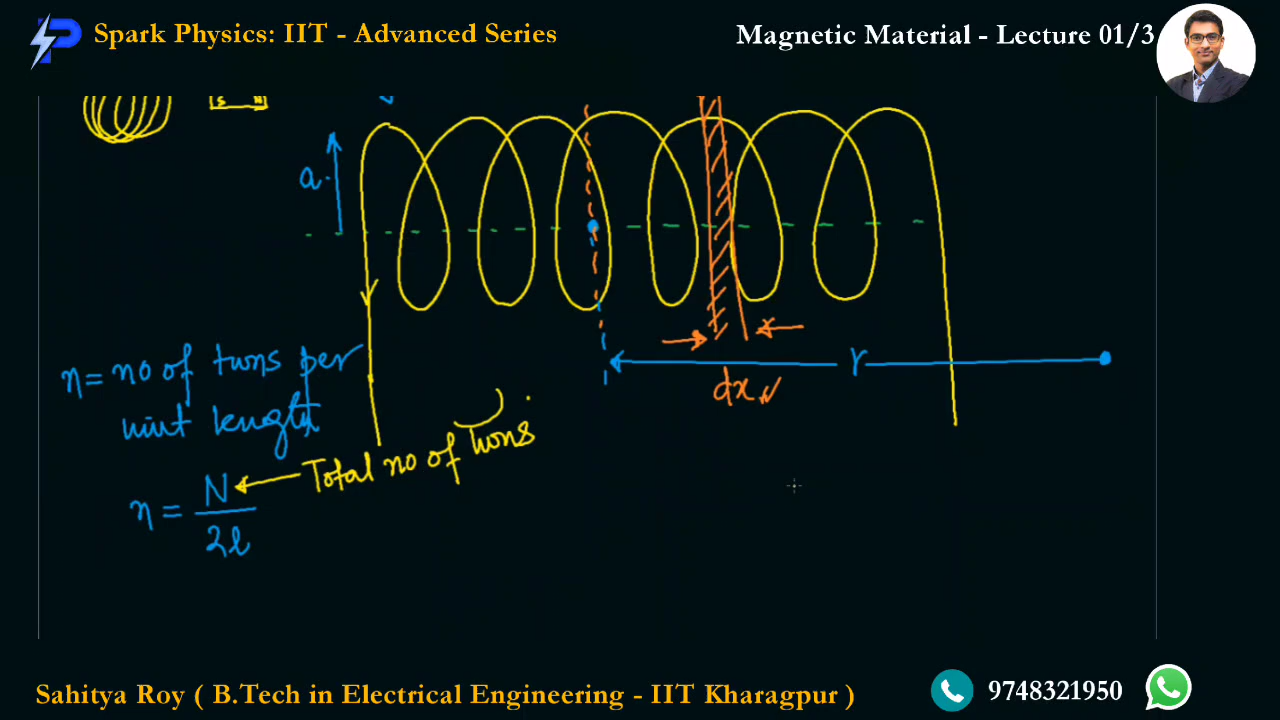 Spark Physics: IIT - Advanced Series
Magnetic Material - Lecture 01/3
S N
a
r
dx
η = no of turns per
unit length
η = N
2l
Total no of turns
Sahitya Roy ( B.Tech in Electrical Engineering - IIT Kharagpur )
9748321950